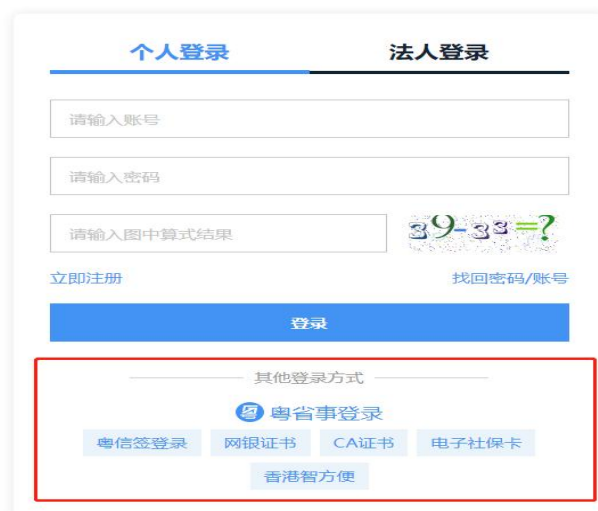 个人登录 法人登录
请输入账号
请输入密码
请输入图中算式结果 39-33=?
立即注册 找回密码/账号
登录
其他登录方式
粤省事登录
粤信签登录 网银证书 CA证书 电子社保卡
香港智方便